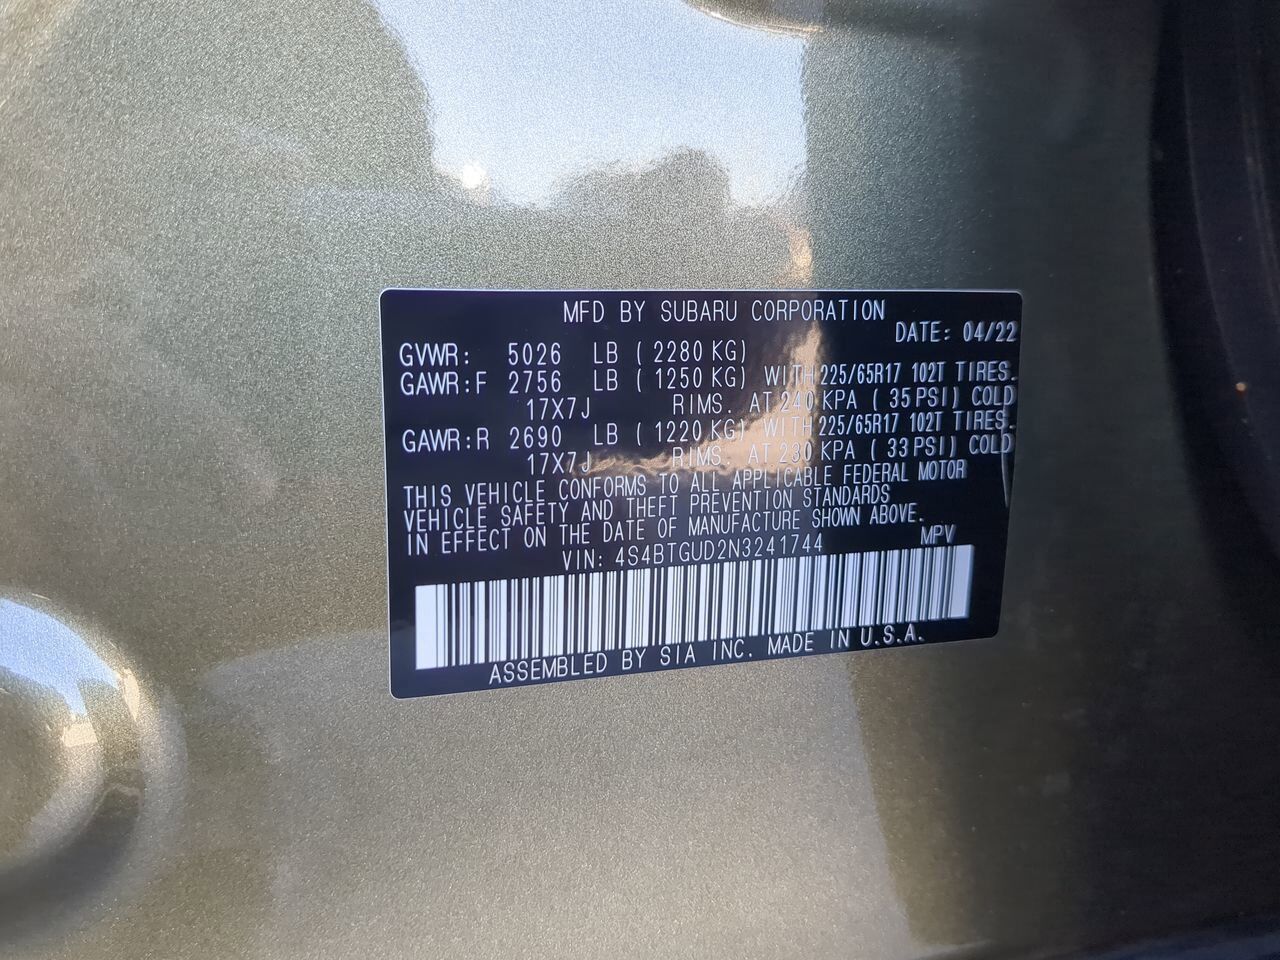 MFD BY SUBARU CORPORATION
DATE: 04/22
GVWR: 5026 LB ( 2280 KG)
GAWR:F 2756 LB ( 1250 KG) WITH 225/65R17 102T TIRES.
17X7J RIMS. AT 240 KPA ( 35 PSI) COLD
GAWR:R 2690 LB ( 1220 KG) WITH 225/65R17 102T TIRES.
17X7J RIMS. AT 230 KPA ( 33 PSI) COLD
THIS VEHICLE CONFORMS TO ALL APPLICABLE FEDERAL MOTOR
VEHICLE SAFETY AND THEFT PREVENTION STANDARDS
IN EFFECT ON THE DATE OF MANUFACTURE SHOWN ABOVE.
VIN: 4S4BTGUD2N3241744 MPV
ASSEMBLED BY SIA INC. MADE IN U.S.A.